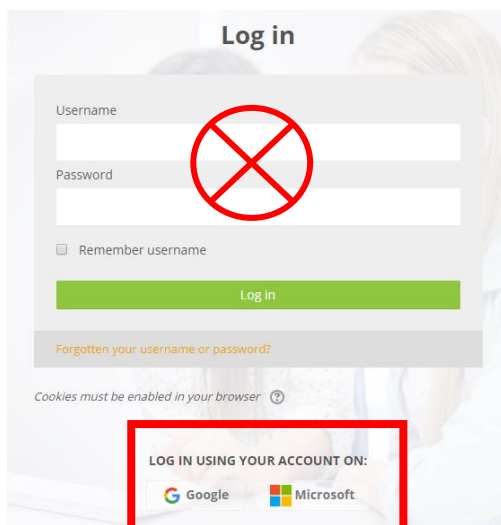 Log in
Username
Password
Remember username
Log in
Forgotten your username or password?
Cookies must be enabled in your browser ?
LOG IN USING YOUR ACCOUNT ON:
Google Microsoft